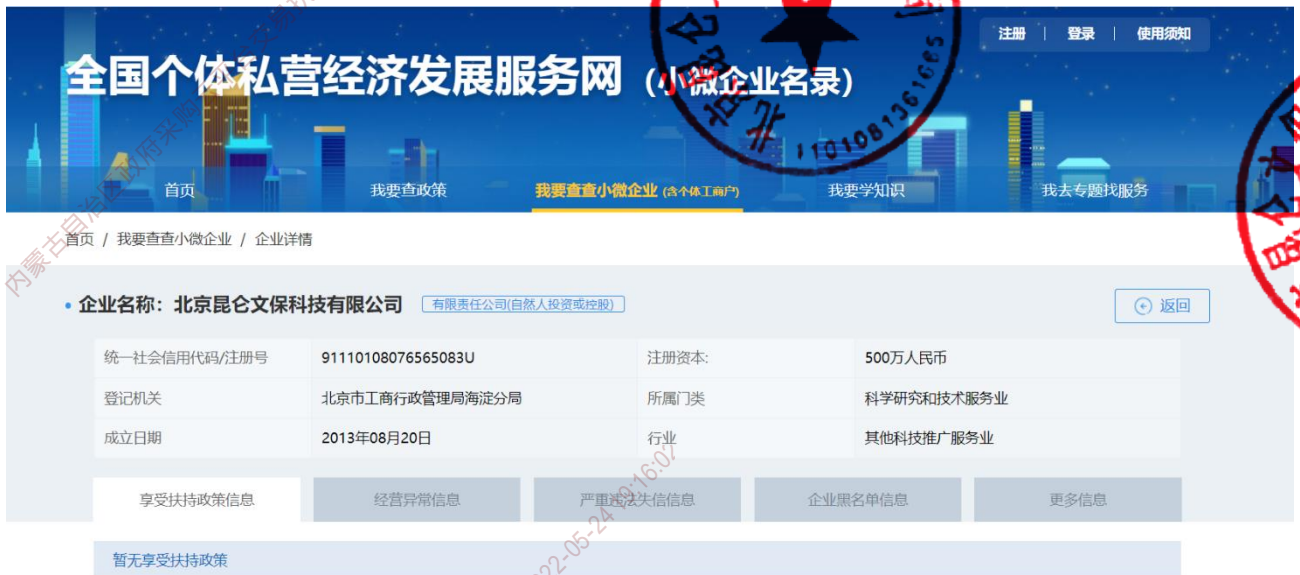 注册 | 登录 | 使用须知
全国个体私营经济发展服务网（小微企业名录）
1101081361665
首页 我要查政策 我要查查小微企业 (含个体工商户) 我要学知识 我去专题找服务
首页 / 我要查查小微企业 / 企业详情
• 企业名称：北京昆仑文保科技有限公司 有限责任公司(自然人投资或控股) 返回
统一社会信用代码/注册号 91110108076565083U 注册资本: 500万人民币
登记机关 北京市工商行政管理局海淀分局 所属门类 科学研究和技术服务业
成立日期 2013年08月20日 行业 其他科技推广服务业
享受扶持政策信息 经营异常信息 严重违法失信信息 企业黑名单信息 更多信息
暂无享受扶持政策